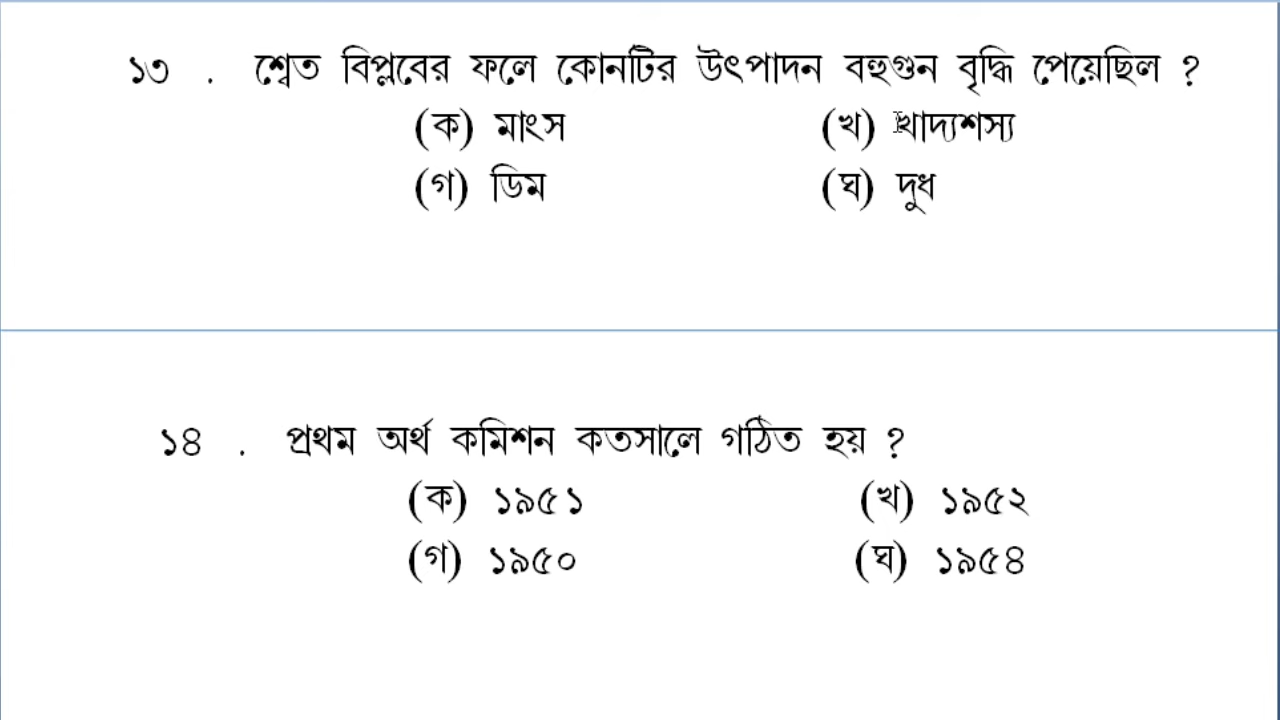 ১৩ . শ্বেত বিপ্লবের ফলে কোনটির উৎপাদন বহুগুন বৃদ্ধি পেয়েছিল ?
(ক) মাংস (খ) খাদ্যশস্য
(গ) ডিম (ঘ) দুধ
১৪ . প্রথম অর্থ কমিশন কতসালে গঠিত হয় ?
(ক) ১৯৫১ (খ) ১৯৫২
(গ) ১৯৫০ (ঘ) ১৯৫৪